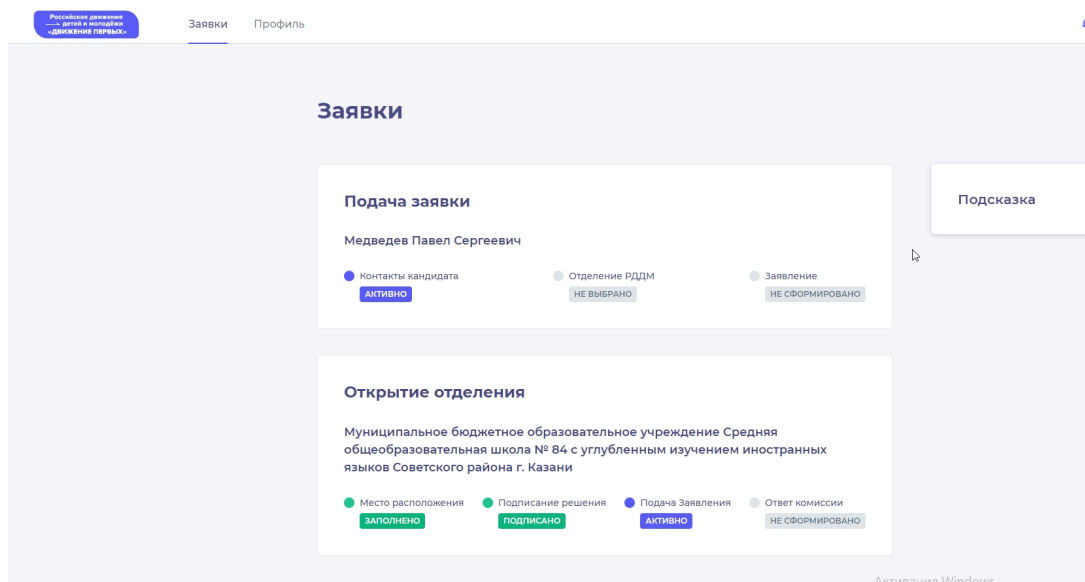 Российское движение
детей и молодёжи
«ДВИЖЕНИЕ ПЕРВЫХ»
Заявки Профиль
Заявки
Подача заявки
Подсказка
Медведев Павел Сергеевич
Контакты кандидата Отделение РДДМ Заявление
АКТИВНО НЕ ВЫБРАНО НЕ СФОРМИРОВАНО
Открытие отделения
Муниципальное бюджетное образовательное учреждение Средняя
общеобразовательная школа № 84 с углубленным изучением иностранных
языков Советского района г. Казани
Место расположения Подписание решения Подача Заявления Ответ комиссии
ЗАПОЛНЕНО ПОДПИСАНО АКТИВНО НЕ СФОРМИРОВАНО
Активация Windows